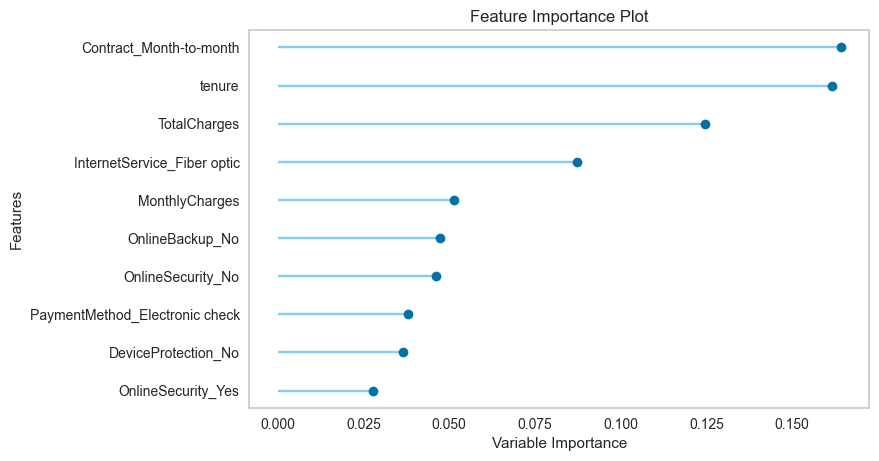 Feature Importance Plot
Contract_Month-to-month
tenure
TotalCharges
InternetService_Fiber optic
MonthlyCharges
OnlineBackup_No
OnlineSecurity_No
PaymentMethod_Electronic check
DeviceProtection_No
OnlineSecurity_Yes
Features
0.000 0.025 0.050 0.075 0.100 0.125 0.150
Variable Importance